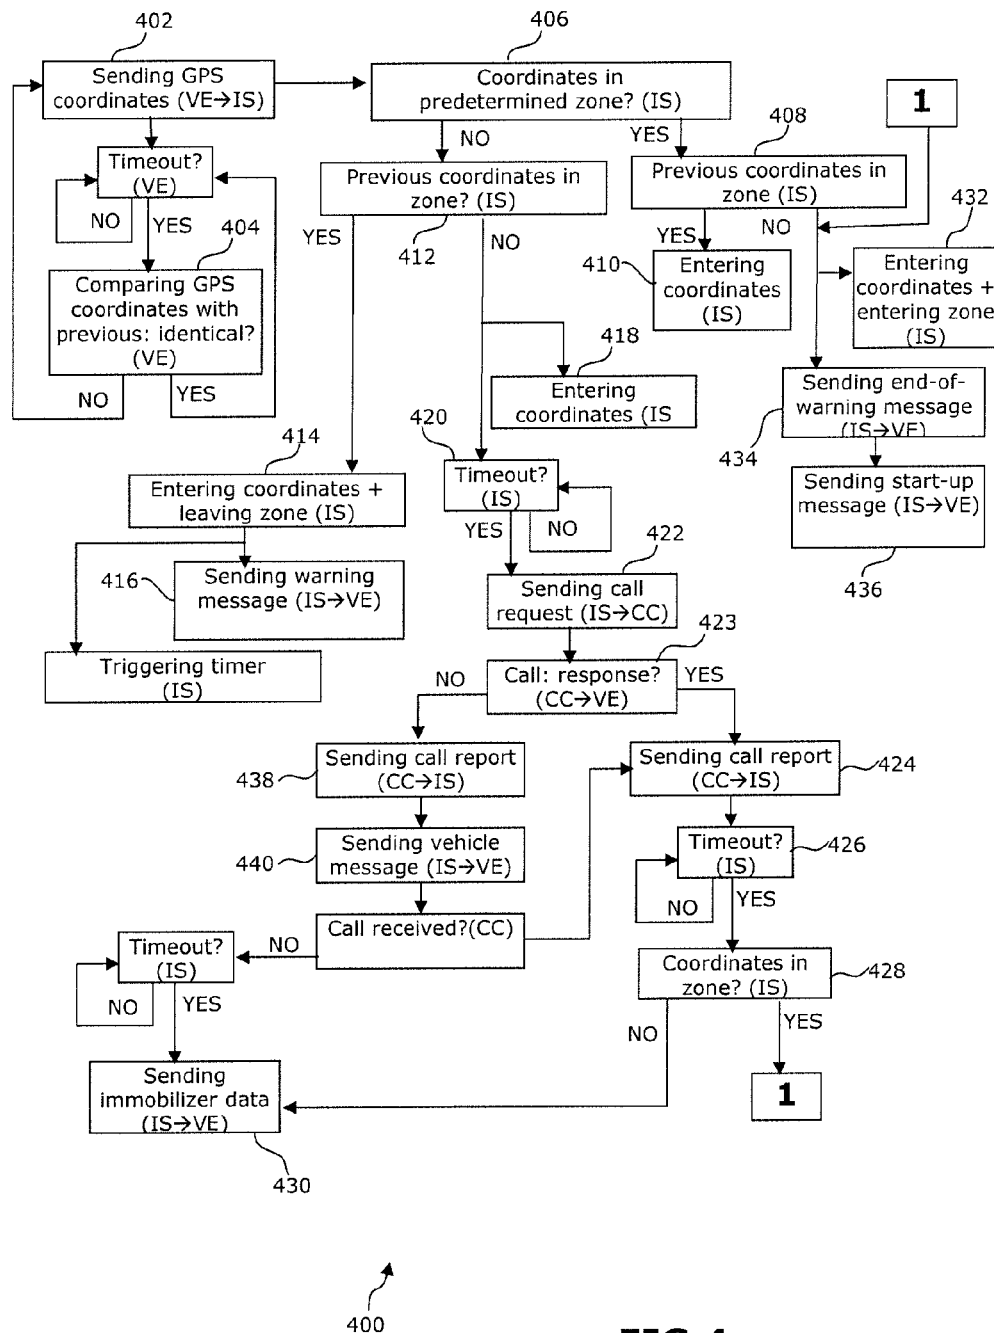 402
Sending GPS
coordinates (VE→IS)
406
Coordinates in
predetermined zone? (IS)
1
NO
YES
408
Timeout?
(VE)
NO
YES
404
Previous coordinates in
zone? (IS)
412
YES
NO
Previous coordinates in
zone (IS)
432
YES
NO
410
Entering
coordinates
(IS)
Entering
coordinates +
entering zone
(IS)
Comparing GPS
coordinates with
previous: identical?
(VE)
NO
YES
418
Entering
coordinates (IS
420
Sending end-of-
warning message
(IS→VE)
434
414
Entering coordinates +
leaving zone (IS)
Timeout?
(IS)
YES
NO
Sending start-up
message (IS→VE)
436
416
Sending warning
message (IS→VE)
422
Sending call
request (IS→CC)
423
Triggering timer
(IS)
Call: response?
(CC→VE)
NO
YES
438
Sending call report
(CC→IS)
Sending call report
(CC→IS)
424
440
Sending vehicle
message (IS→VE)
Timeout?
(IS)
426
NO
YES
Call received?(CC)
NO
Timeout?
(IS)
NO
YES
Coordinates in
zone? (IS)
428
NO
YES
Sending
immobilizer data
(IS→VE)
430
1
400